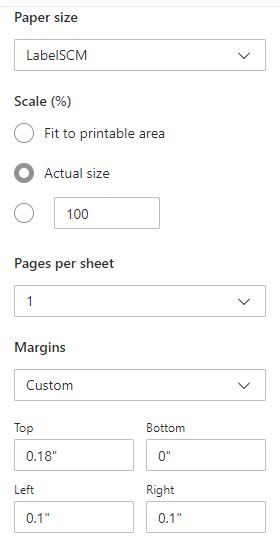 Paper size
LabelSCM
Scale (%)
Fit to printable area
Actual size
100
Pages per sheet
1
Margins
Custom
Top Bottom
0.18" 0"
Left Right
0.1" 0.1"